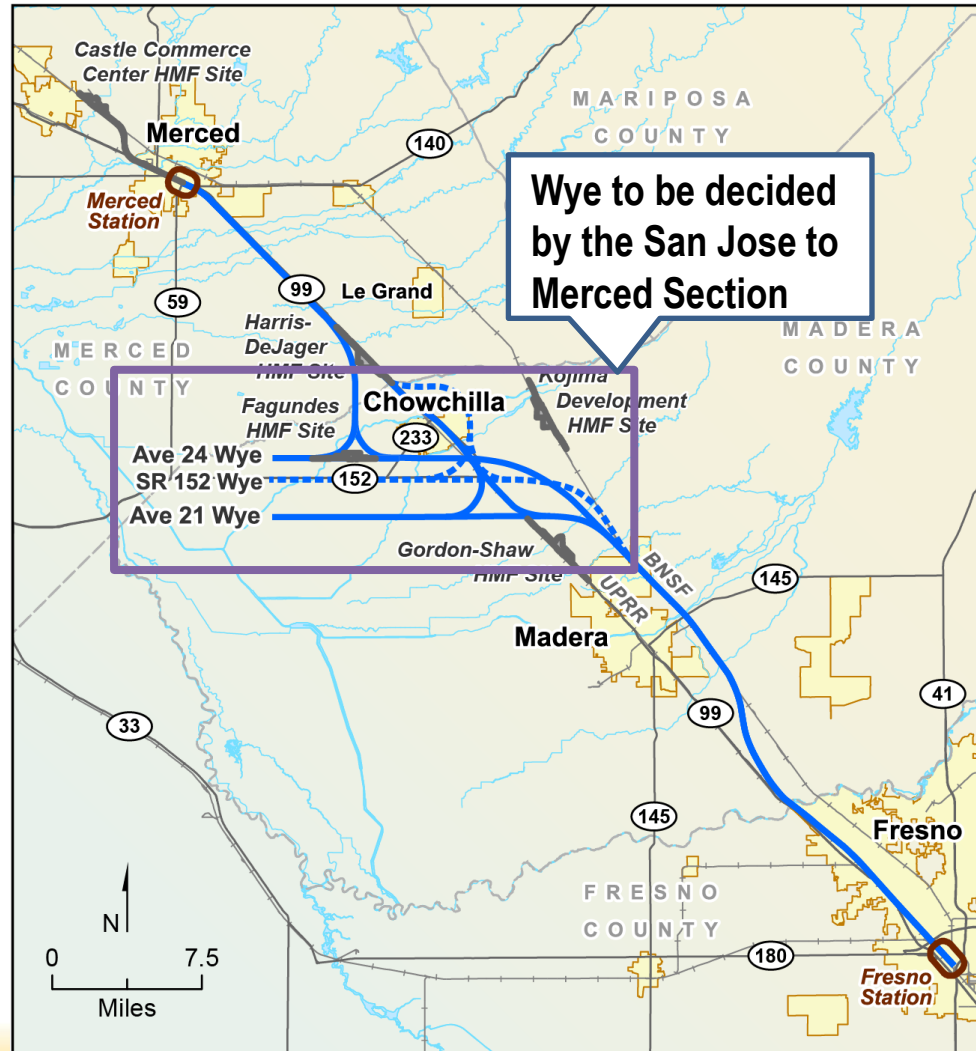 Castle Commerce
Center HMF Site
MARIPOSA
COUNTY
Merced
140
Merced
Station
Wye to be decided
by the San Jose to
Merced Section
59
99
Le Grand
Harris-
DeJager
HMF Site
MERCED
COUNTY
MADERA
COUNTY
Kojima
Development
HMF Site
Fagundes
HMF Site
Chowchilla
233
Ave 24 Wye
SR 152 Wye
152
Ave 21 Wye
Gordon-Shaw
HMF Site
BNSF
UPRR
145
Madera
41
99
33
145
Fresno
FRESNO
COUNTY
N
0 7.5
Miles
180
Fresno
Station